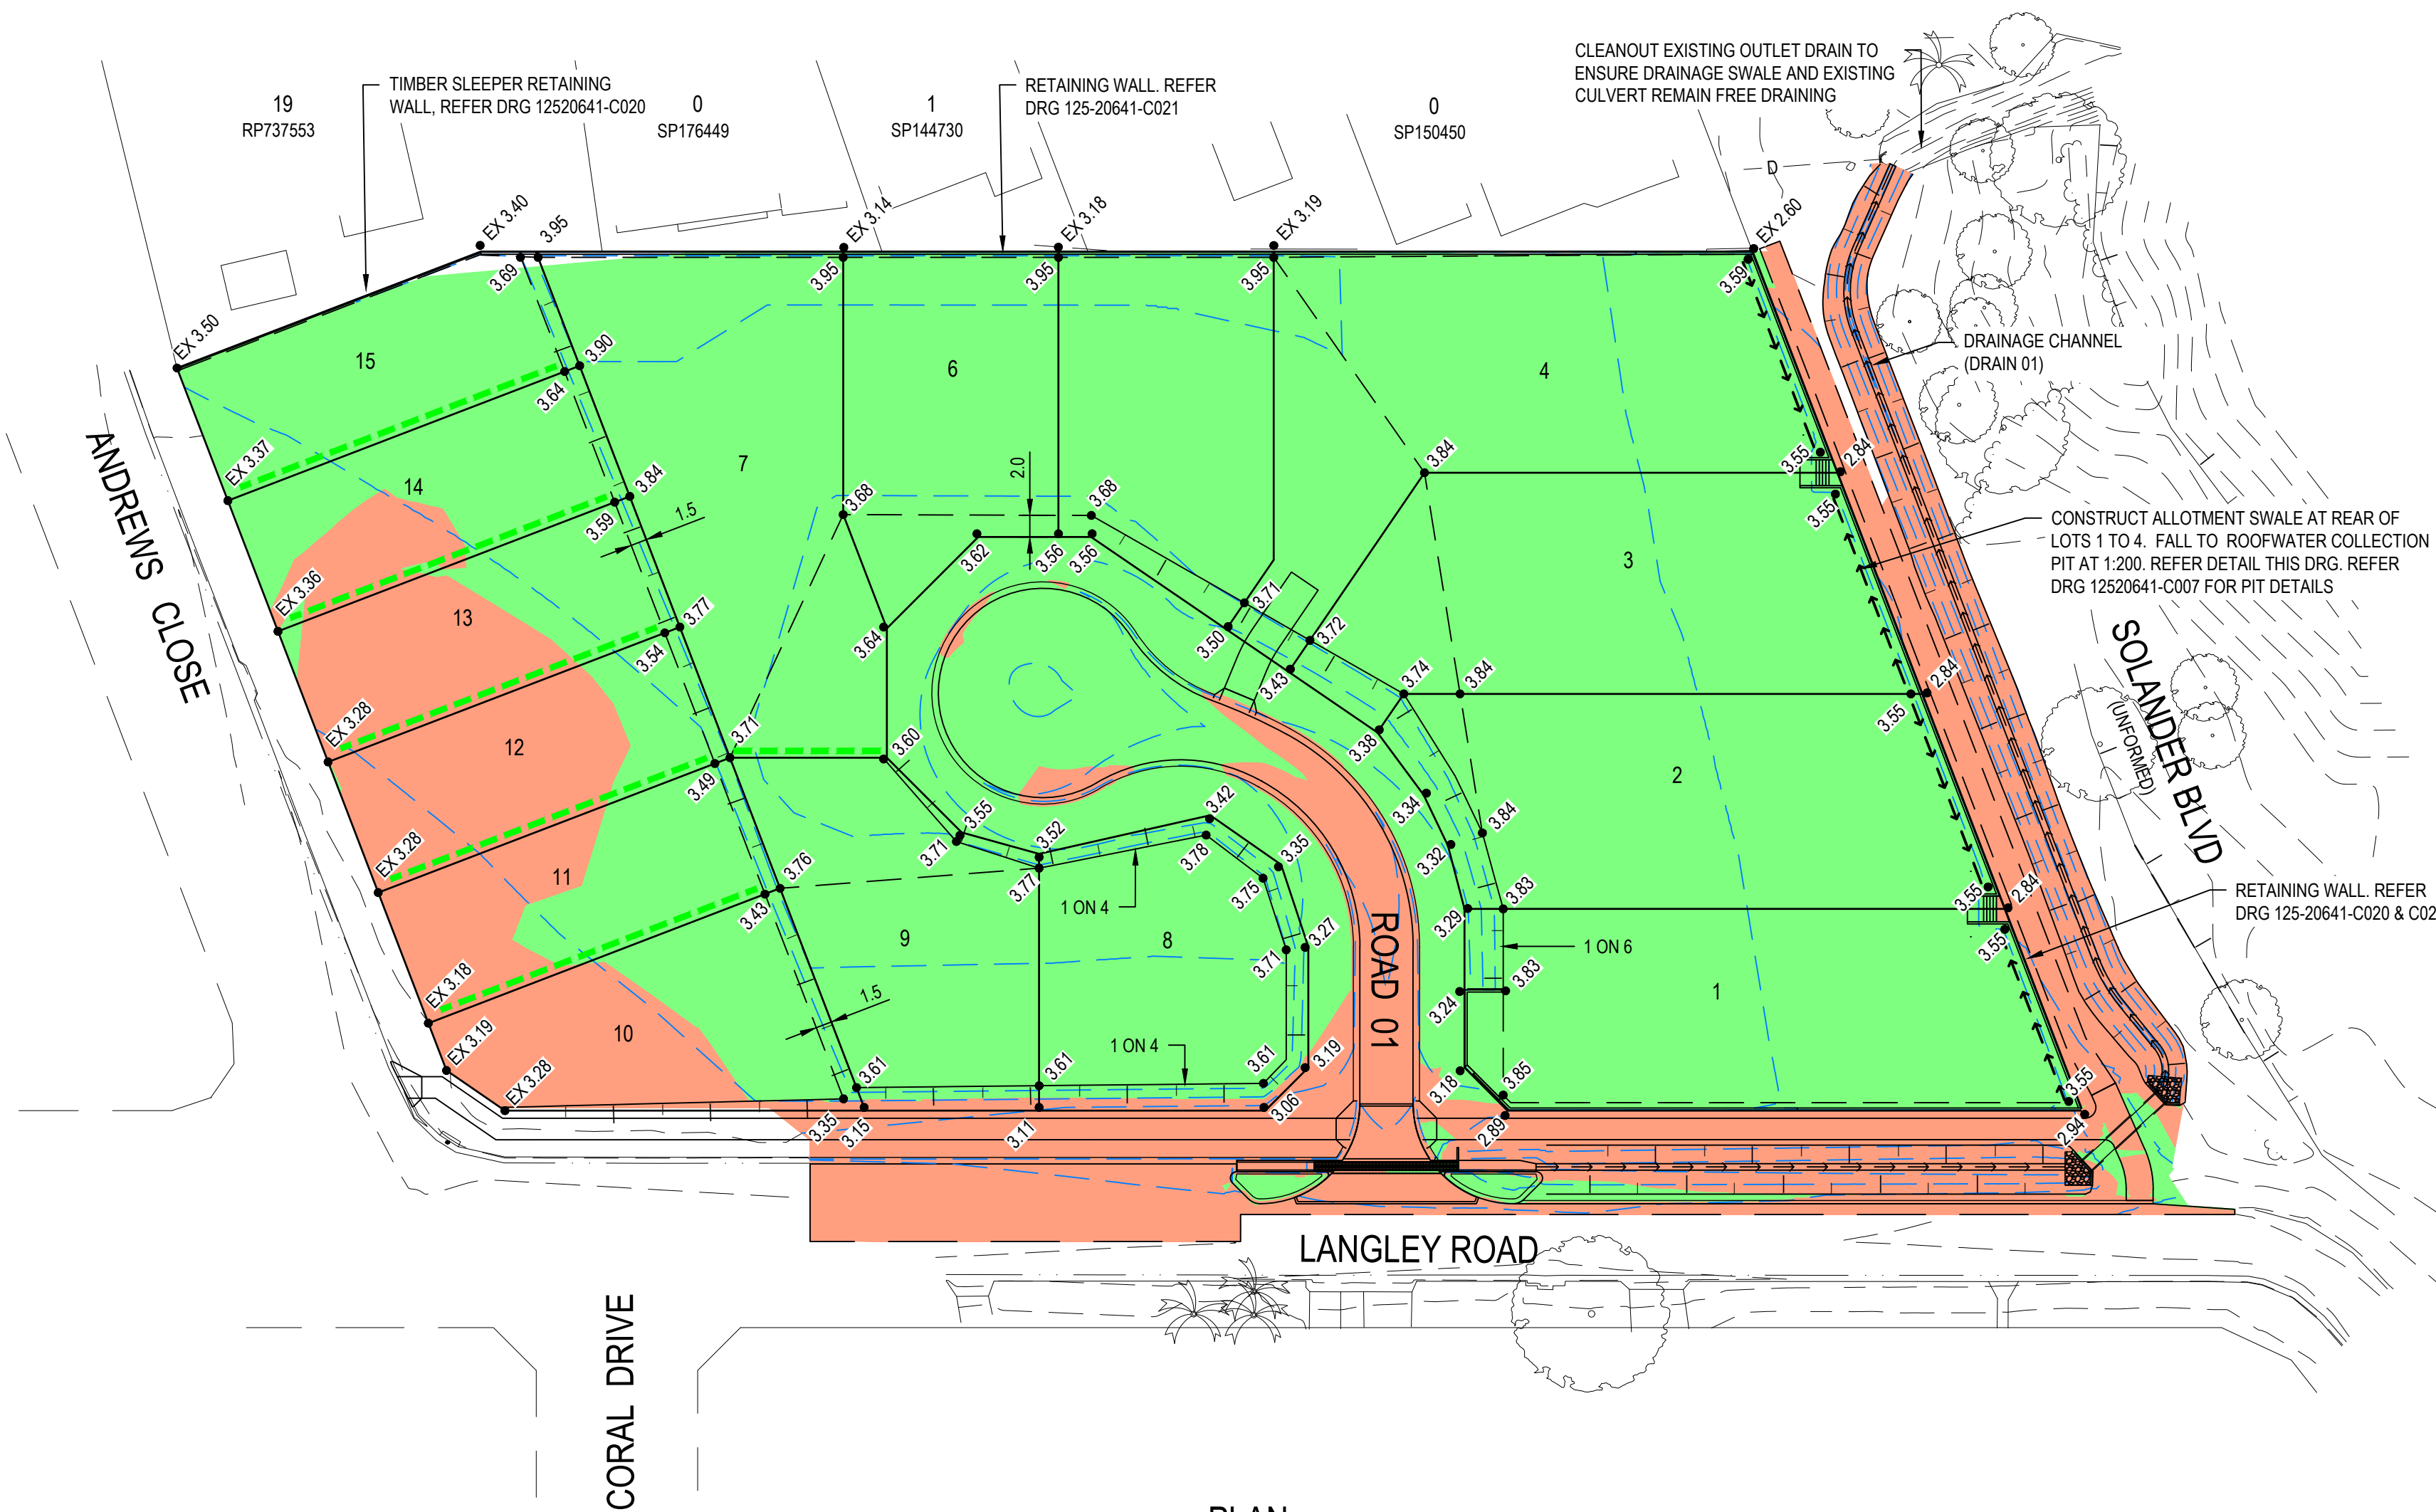 19
RP737553
TIMBER SLEEPER RETAINING
WALL, REFER DRG 12520641-C020
0
SP176449
1
SP144730
RETAINING WALL. REFER
DRG 125-20641-C021
0
SP150450
CLEANOUT EXISTING OUTLET DRAIN TO
ENSURE DRAINAGE SWALE AND EXISTING
CULVERT REMAIN FREE DRAINING
D
EX 3.40
3.95
3.69
EX 3.14
3.95
EX 3.18
3.95
EX 3.19
3.95
EX 2.60
3.59
EX 3.50
15
3.90
3.64
6
4
DRAINAGE CHANNEL
(DRAIN 01)
EX 3.37
14
3.84
3.59
1.5
7
3.68
2.0
3.68
3.84
3.55
2.84
3.55
CONSTRUCT ALLOTMENT SWALE AT REAR OF
LOTS 1 TO 4. FALL TO ROOFWATER COLLECTION
PIT AT 1:200. REFER DETAIL THIS DRG. REFER
DRG 12520641-C007 FOR PIT DETAILS
ANDREWS CLOSE
EX 3.36
13
3.77
3.54
3.62
3.56
3.56
3.64
3.71
3.50
3.72
3.43
3
SOLANDER BLVD
(UNFORMED)
EX 3.28
12
3.71
3.49
3.60
3.74
3.84
3.38
3.55
2.84
2
EX 3.28
11
3.76
3.43
3.55
3.71
3.52
3.77
3.42
3.78
3.35
3.75
3.34
3.32
3.84
1 ON 4
RETAINING WALL. REFER
DRG 125-20641-C020 & C02
EX 3.18
10
9
8
3.27
3.71
ROAD 01
3.29
3.83
1 ON 6
3.55
2.84
3.55
1
1.5
EX 3.19
EX 3.28
3.61
3.35
3.15
3.61
3.11
1 ON 4
3.61
3.19
3.06
3.24
3.83
3.18
3.85
2.89
3.55
2.94
LANGLEY ROAD
CORAL DRIVE
PLAN